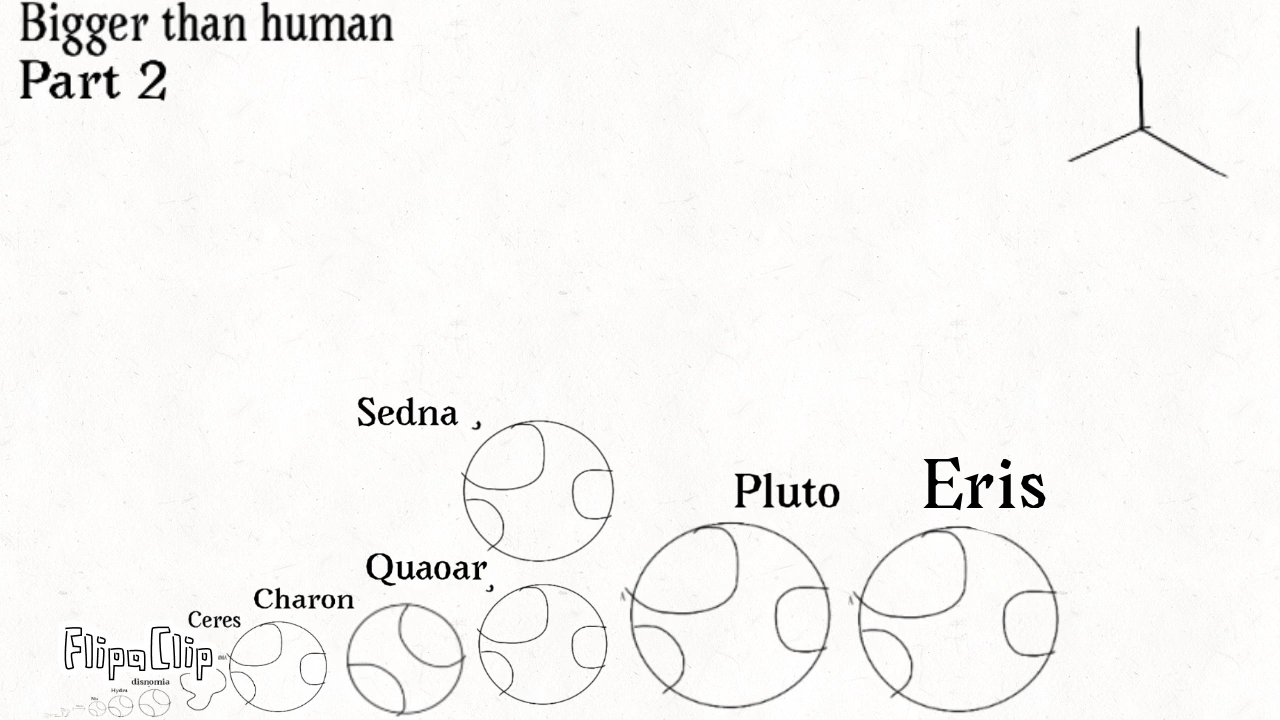 Bigger than human
Part 2
Sedna
Pluto
Eris
Quaoar
Charon
Ceres
FlipaClip
disnomia
Hydra